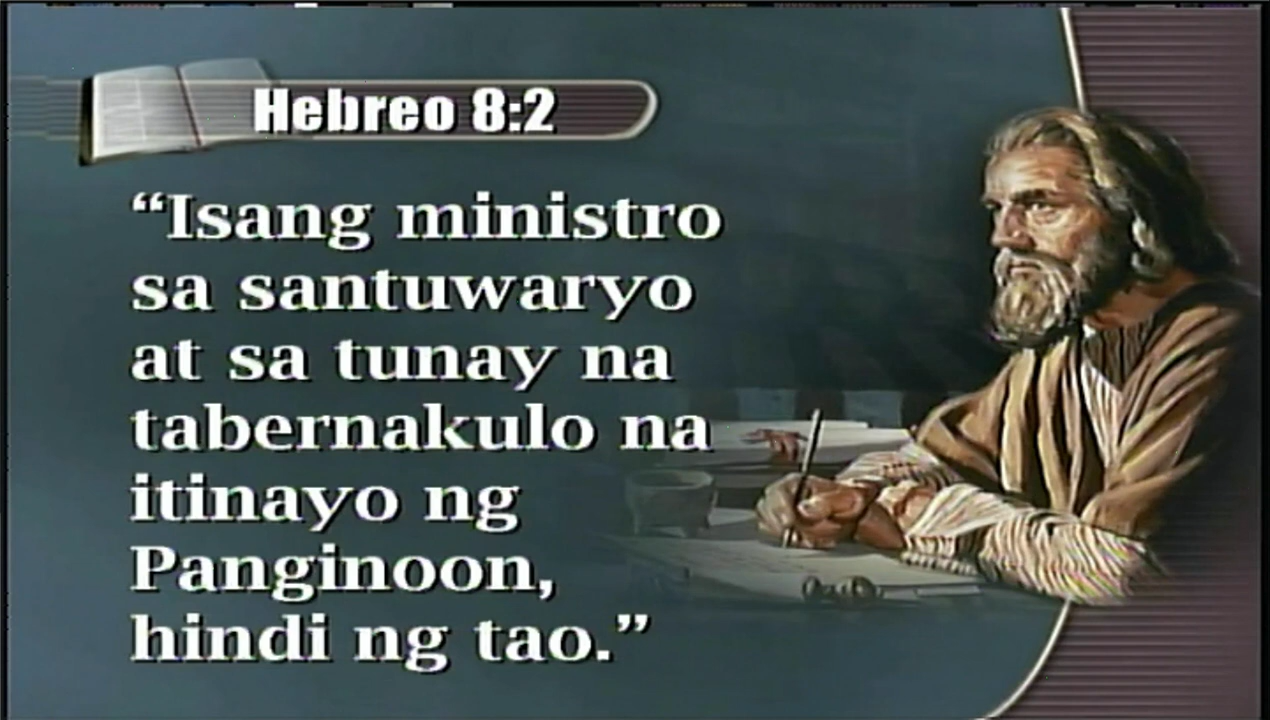 Hebreo 8:2
“Isang ministro
sa santuwaryo
at sa tunay na
tabernakulo na
itinayo ng
Panginoon,
hindi ng tao.”